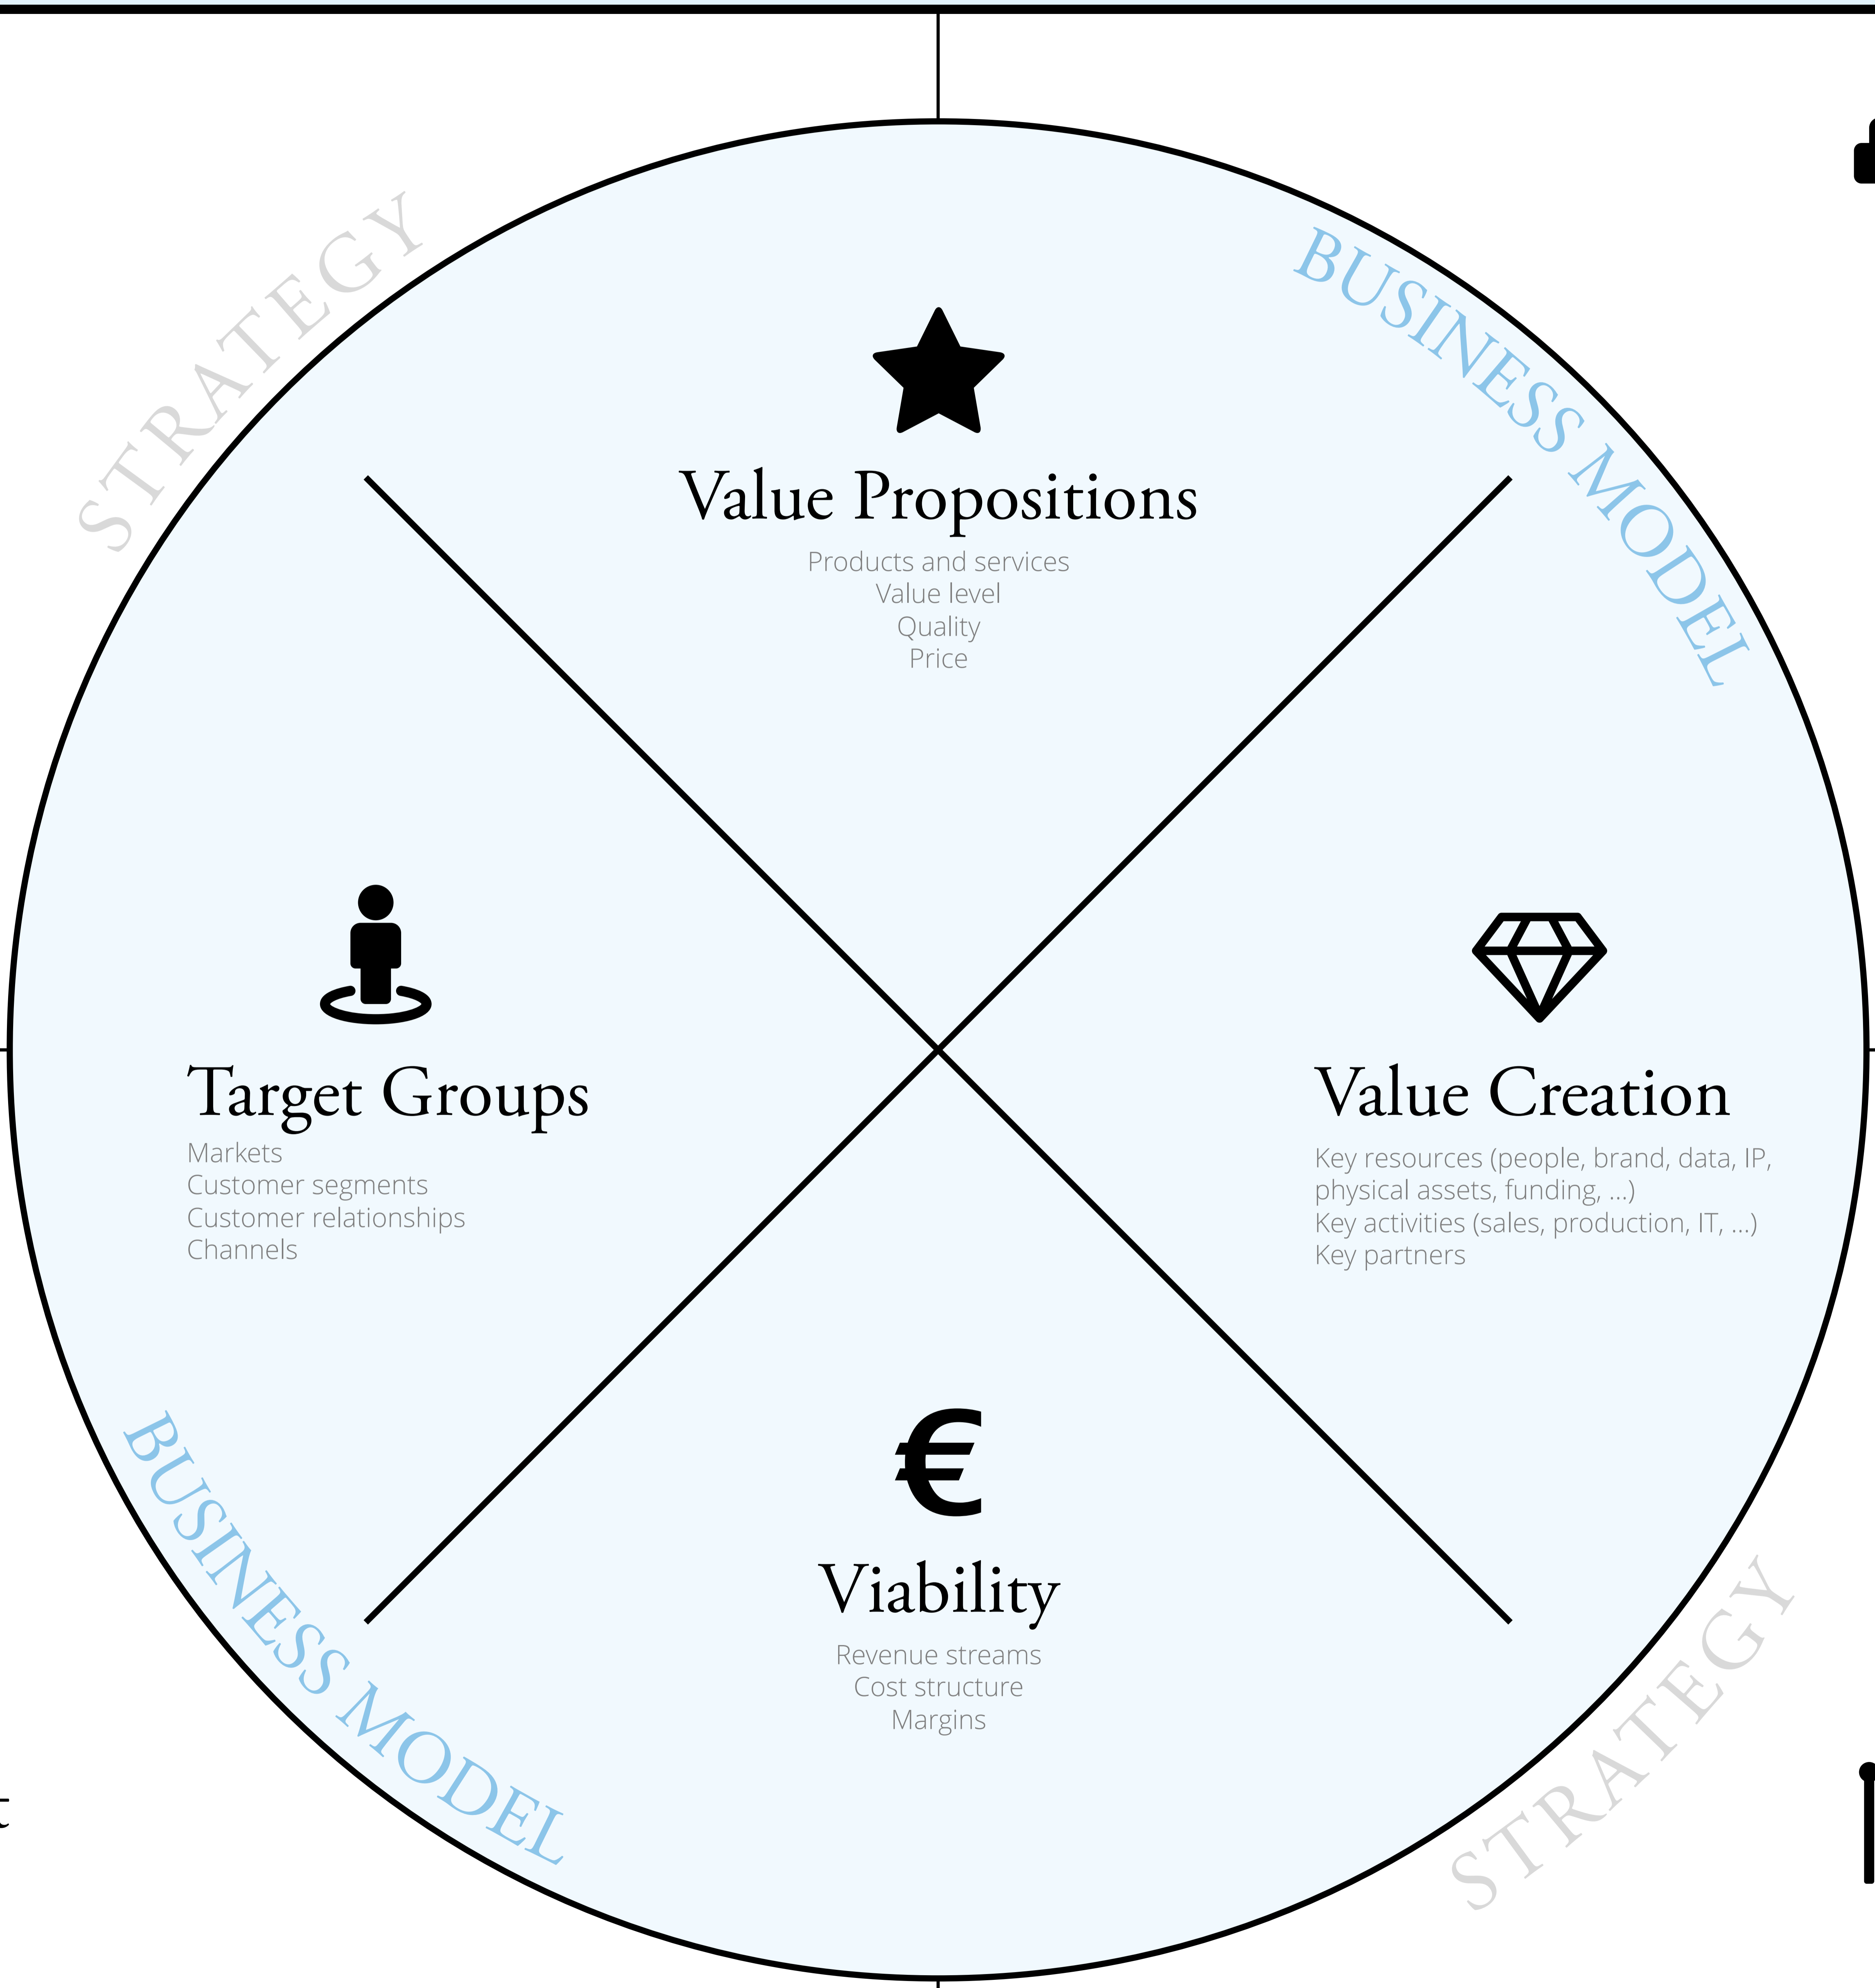 STRATEGY
BUSINESS MODEL
Value Propositions
Products and services
Value level
Quality
Price
Target Groups
Markets
Customer segments
Customer relationships
Channels
Value Creation
Key resources (people, brand, data, IP,
physical assets, funding, ...)
Key activities (sales, production, IT, ...)
Key partners
€
Viability
Revenue streams
Cost structure
Margins
BUSINESS MODEL
STRATEGY